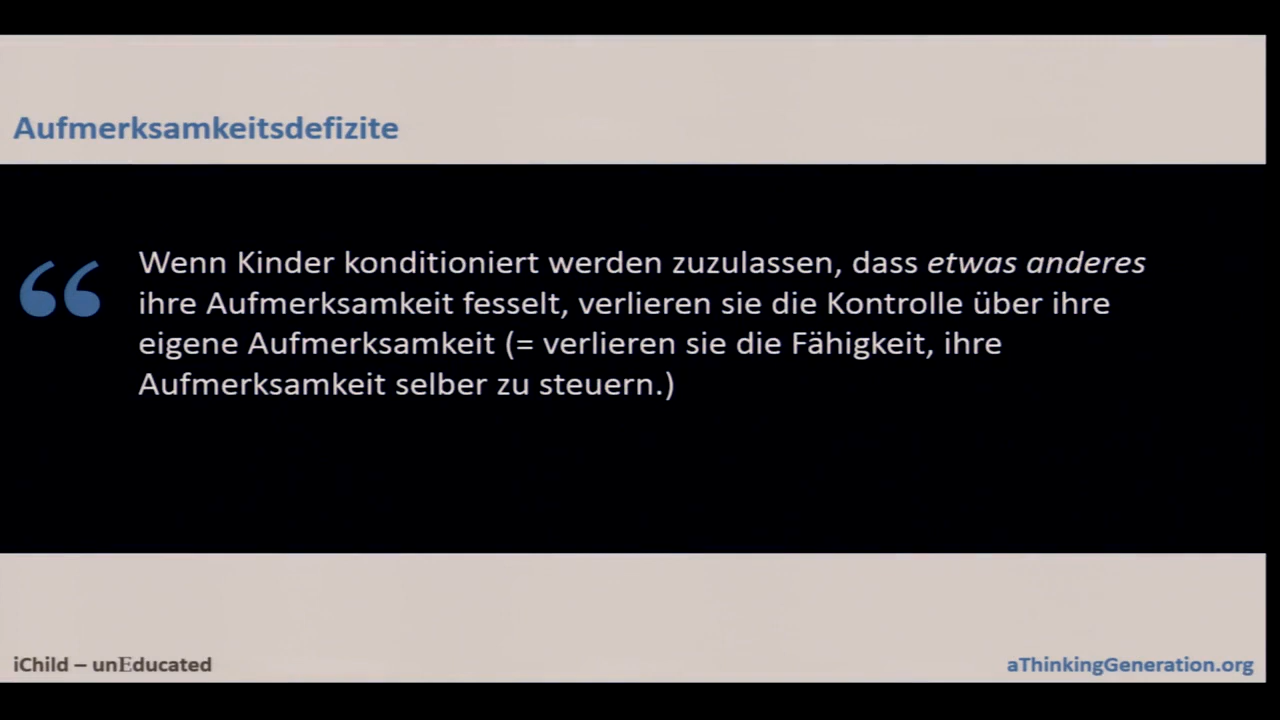 Aufmerksamkeitsdefizite
“ Wenn Kinder konditioniert werden zuzulassen, dass etwas anderes
ihre Aufmerksamkeit fesselt, verlieren sie die Kontrolle über ihre
eigene Aufmerksamkeit (= verlieren sie die Fähigkeit, ihre
Aufmerksamkeit selber zu steuern.)
iChild – unEducated
aThinkingGeneration.org